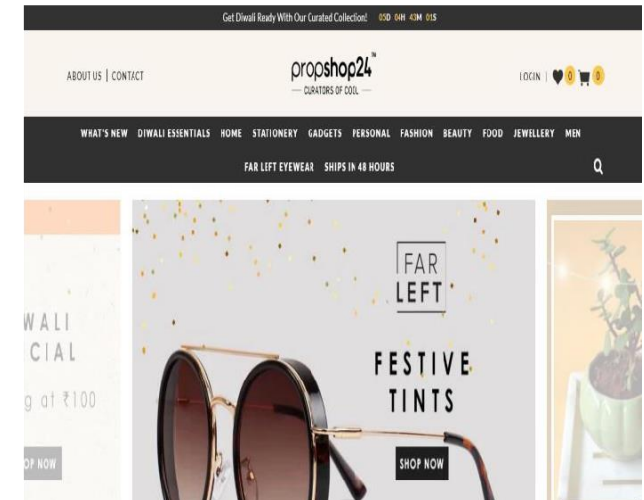 Get Diwali Ready With Our Curated Collection! 05D 04H 43M 01S
ABOUT US | CONTACT
propshop24™
CURATORS OF COOL
LOGIN | 0 0
WHAT'S NEW DIWALI ESSENTIALS HOME STATIONERY GADGETS PERSONAL FASHION BEAUTY FOOD JEWELLERY MEN
FAR LEFT EYEWEAR SHIPS IN 48 HOURS
WALI
CIAL
g at ₹100
OP NOW
FAR
LEFT
FESTIVE
TINTS
SHOP NOW